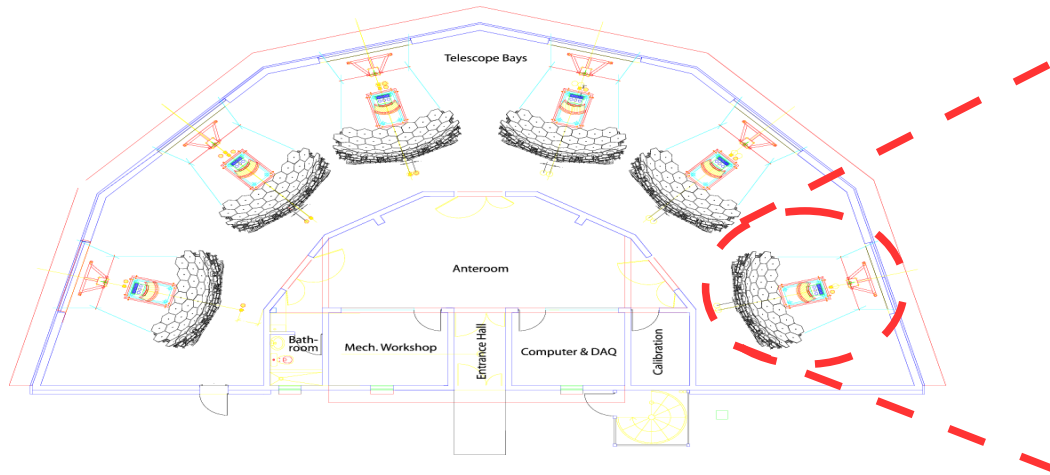 Telescope Bays
Anteroom
Bath-
room
Mech. Workshop
Entrance Hall
Computer & DAQ
Calibration